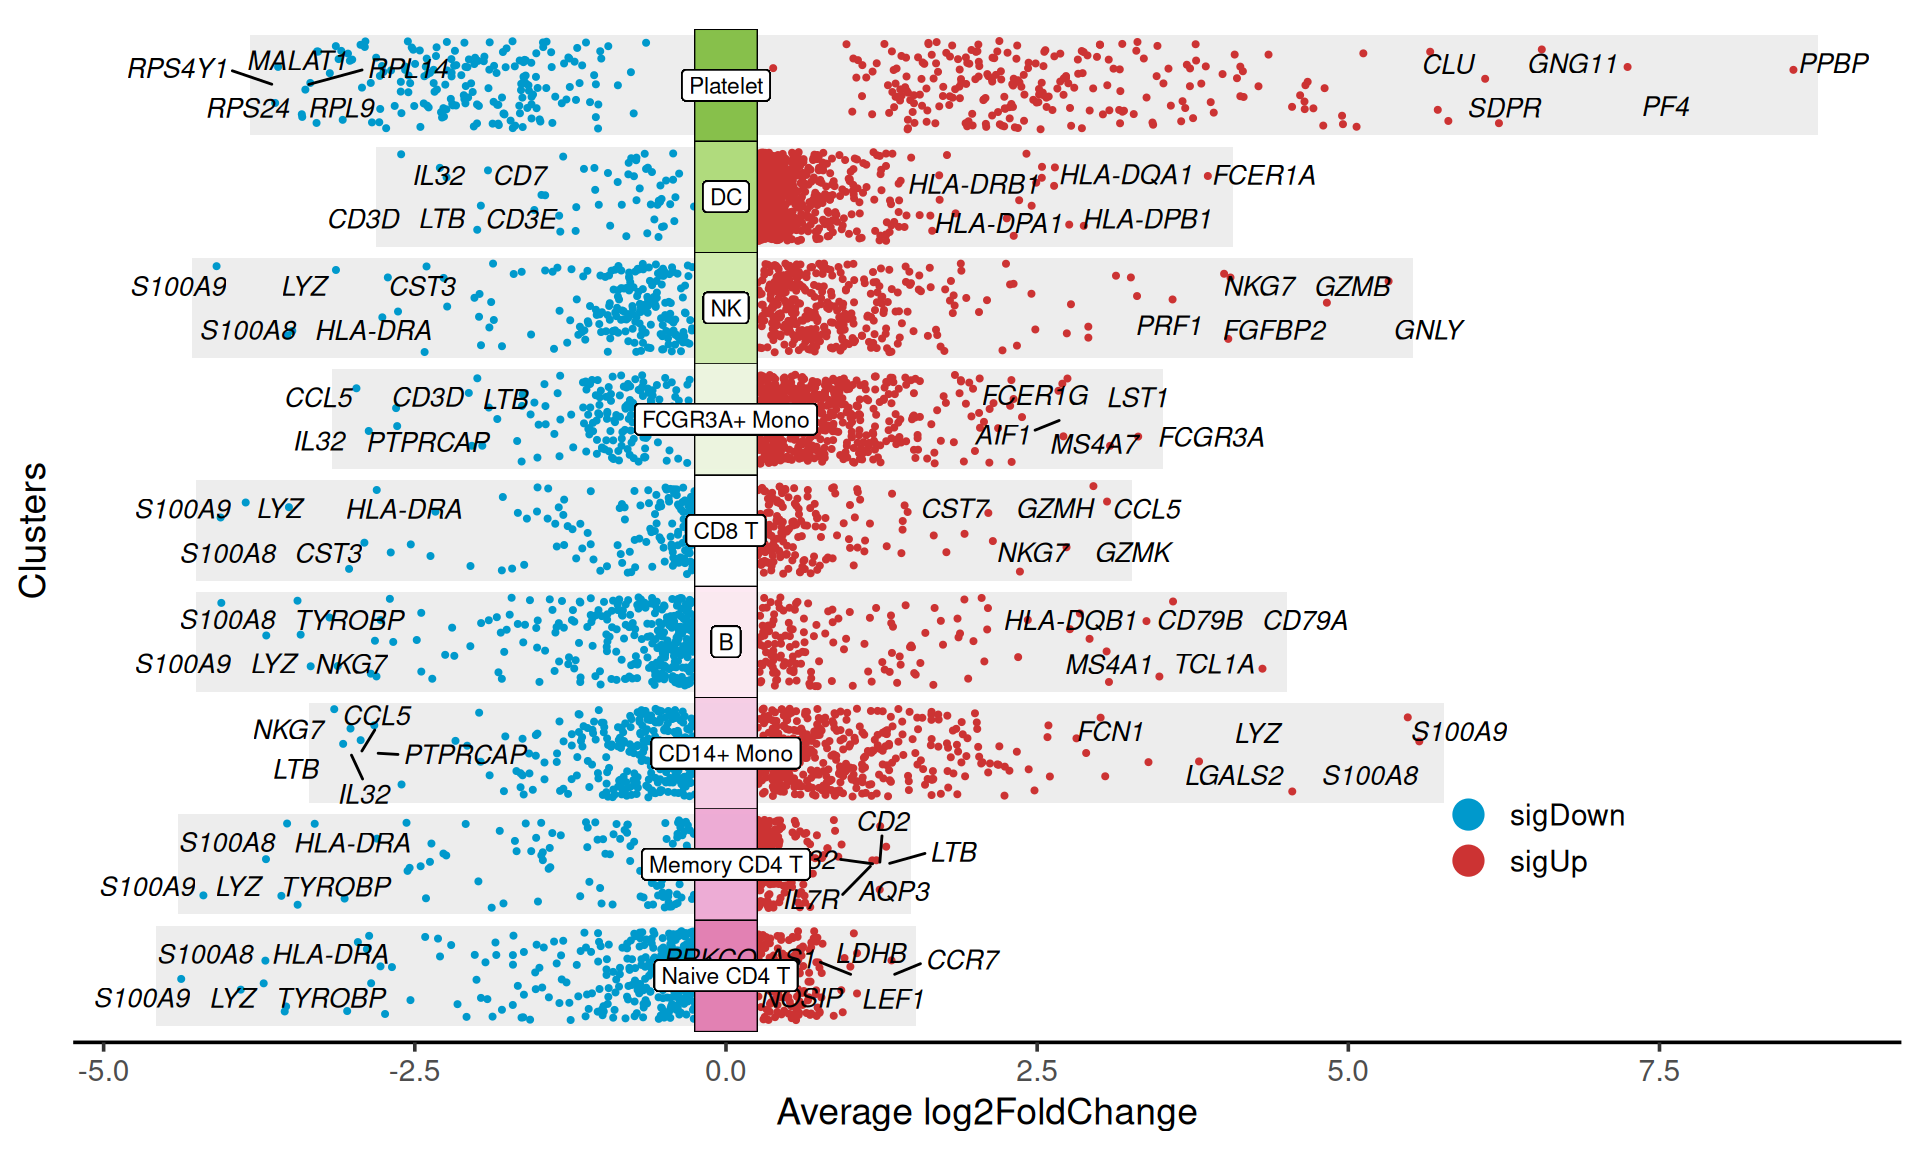 RPS4Y1 MALAT1 RPL14 Platelet CLU GNG11 PPBP
RPS24 RPL9 SDPR PF4
IL32 CD7 DC HLA-DRB1 HLA-DQA1 FCER1A
CD3D LTB CD3E HLA-DPA1 HLA-DPB1
S100A9 LYZ CST3 NK NKG7 GZMB
S100A8 HLA-DRA PRF1 FGFBP2 GNLY
CCL5 CD3D LTB FCGR3A+ Mono FCER1G LST1
IL32 PTPRCAP AIF1 MS4A7 FCGR3A
S100A9 LYZ HLA-DRA CD8 T CST7 GZMH CCL5
S100A8 CST3 NKG7 GZMK
S100A8 TYROBP B HLA-DQB1 CD79B CD79A
S100A9 LYZ NKG7 MS4A1 TCL1A
NKG7 CCL5 CD14+ Mono FCN1 LYZ S100A9
LTB PTPRCAP LGALS2 S100A8
IL32
S100A8 HLA-DRA Memory CD4 T CD2 LTB
S100A9 LYZ TYROBP IL7R AQP3
S100A8 HLA-DRA Naive CD4 T LDHB CCR7
S100A9 LYZ TYROBP NOSIP LEF1
Clusters
sigDown
sigUp
-5.0 -2.5 0.0 2.5 5.0 7.5
Average log2FoldChange